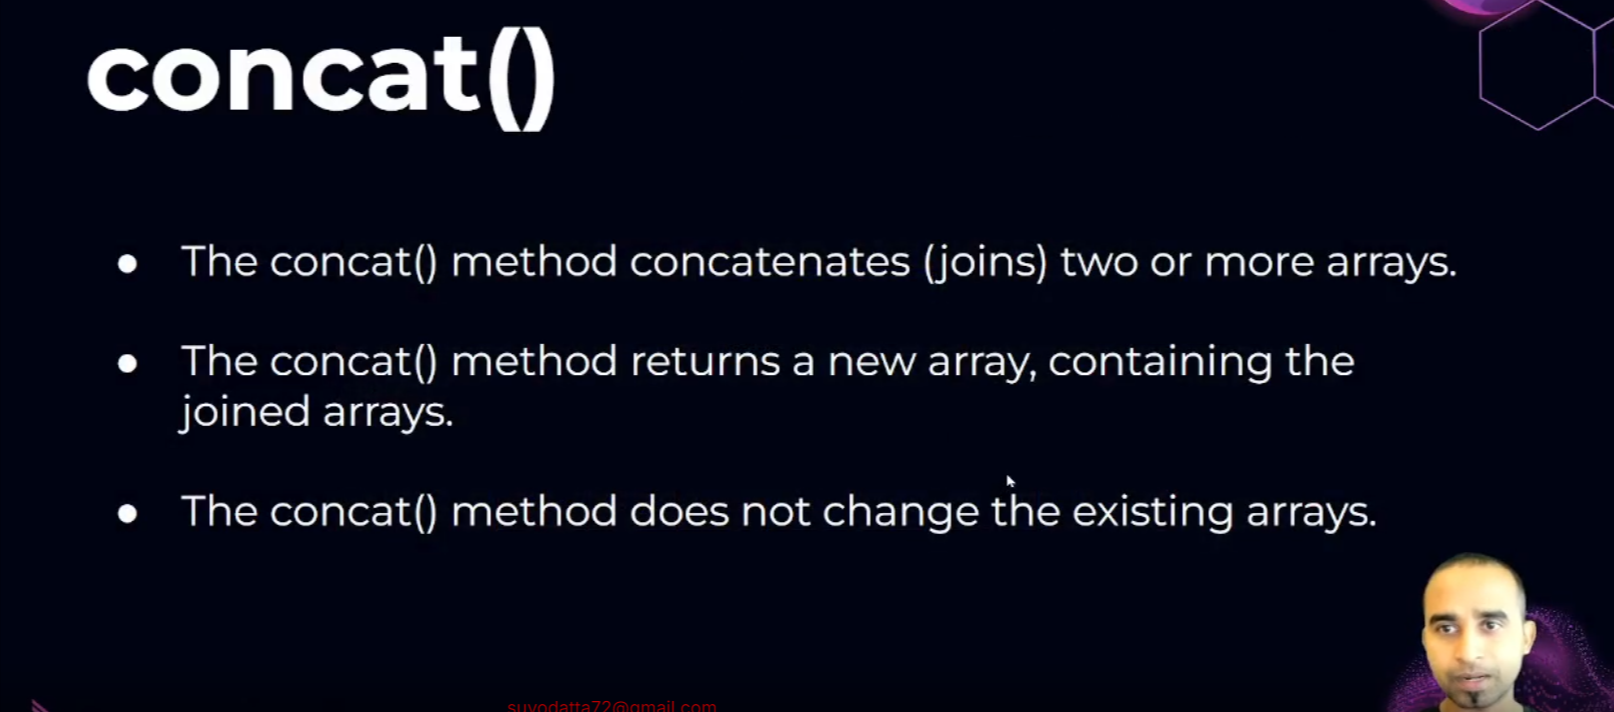 concat()
● The concat() method concatenates (joins) two or more arrays.
● The concat() method returns a new array, containing the
joined arrays.
● The concat() method does not change the existing arrays.
suvodatta72@gmail.com